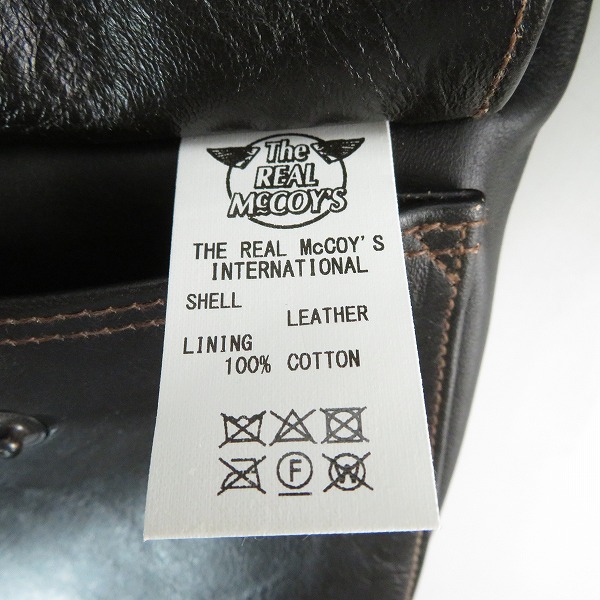 The
REAL
McCOY'S
THE REAL McCOY'S
INTERNATIONAL
SHELL
LEATHER
LINING
100% COTTON
F W